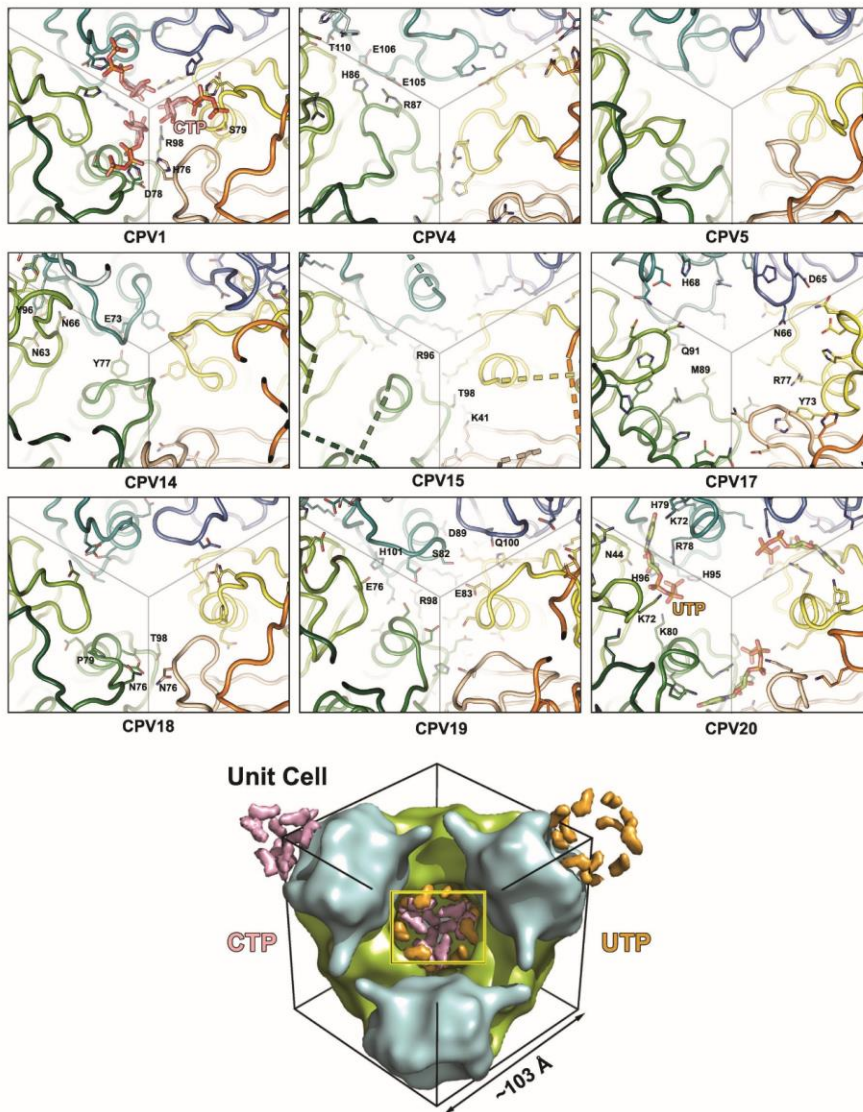 T110
E106
H86
E105
R87
CTP
S79
R98
H76
D78
CPV1
CPV4
CPV5
Y96
N66
E73
N63
Y77
R96
T98
K41
H68
D65
N66
Q91
M89
R77
Y73
CPV14
CPV15
CPV17
P79
T98
N76
N76
D89
Q100
H101
S82
E76
R98
E83
H79
K72
N44
R78
H96
H95
UTP
K72
K80
CPV18
CPV19
CPV20
Unit Cell
CTP
UTP
~103 Å